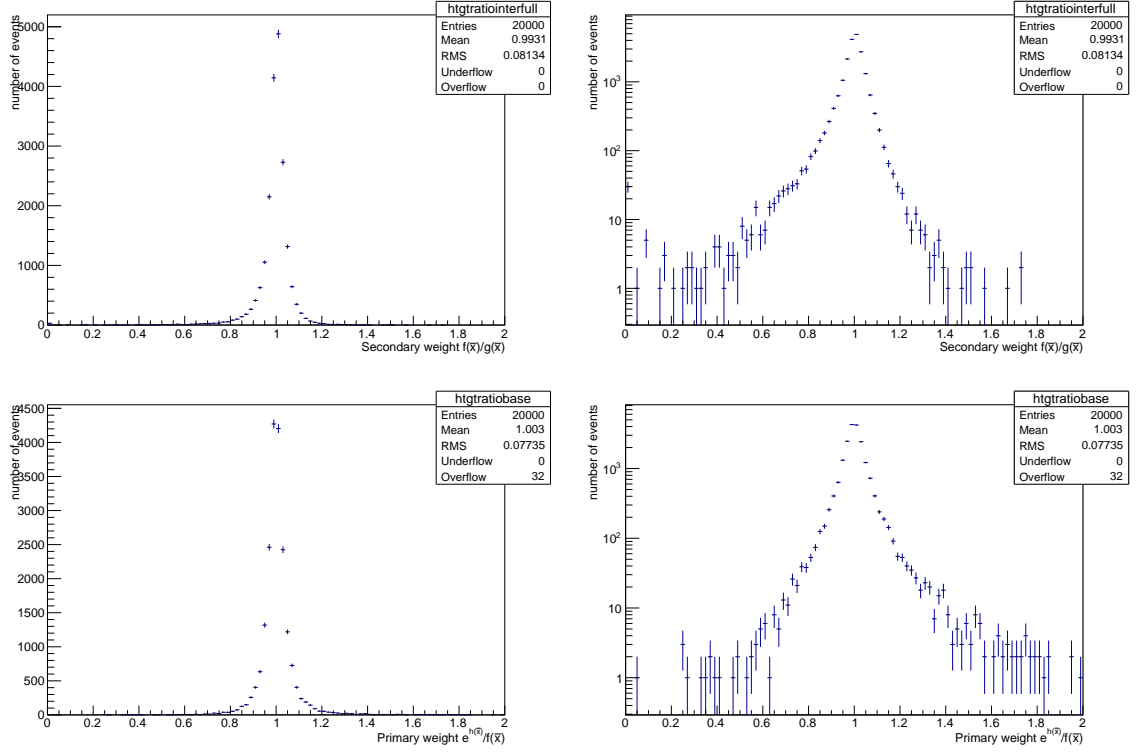 htgtratiointerfull
Entries 20000
Mean 0.9931
RMS 0.08134
Underflow 0
Overflow 0
number of events
5000
4000
3000
2000
1000
0
0 0.2 0.4 0.6 0.8 1 1.2 1.4 1.6 1.8 2
Secondary weight f(x̅)/g(x̅)
htgtratiointerfull
Entries 20000
Mean 0.9931
RMS 0.08134
Underflow 0
Overflow 0
number of events
10³
10²
10
1
0 0.2 0.4 0.6 0.8 1 1.2 1.4 1.6 1.8 2
Secondary weight f(x̅)/g(x̅)
htgtratiobase
Entries 20000
Mean 1.003
RMS 0.07735
Underflow 0
Overflow 32
number of events
4500
4000
3500
3000
2500
2000
1500
1000
500
0
0 0.2 0.4 0.6 0.8 1 1.2 1.4 1.6 1.8 2
Primary weight e^h(x̅)/f(x̅)
htgtratiobase
Entries 20000
Mean 1.003
RMS 0.07735
Underflow 0
Overflow 32
number of events
10³
10²
10
1
0 0.2 0.4 0.6 0.8 1 1.2 1.4 1.6 1.8 2
Primary weight e^h(x̅)/f(x̅)